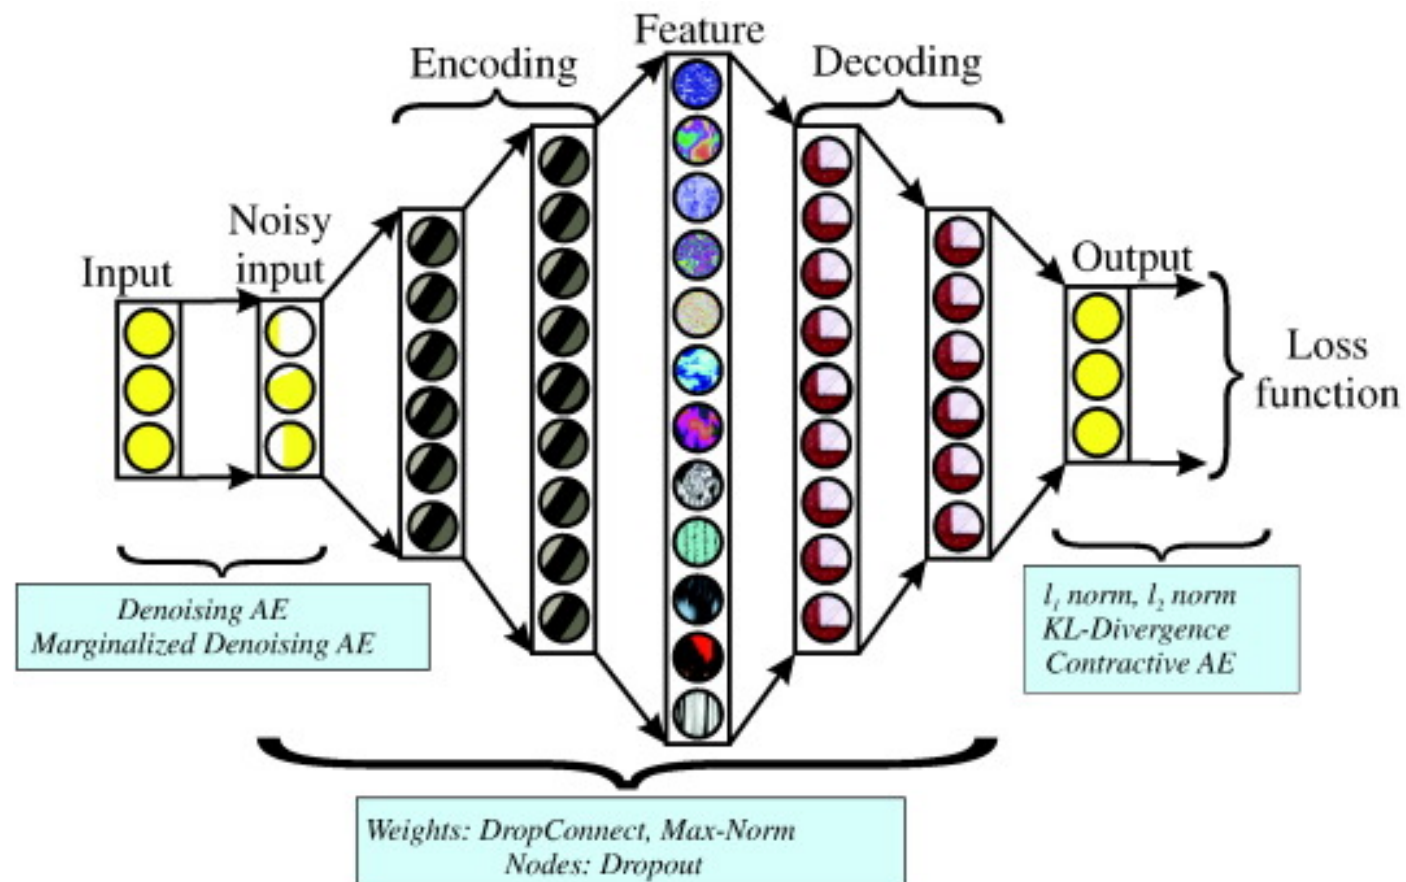 Feature
Encoding
Decoding
Noisy
input
Input
Output
Loss
function
Denoising AE
Marginalized Denoising AE
l₁ norm, l₂ norm
KL-Divergence
Contractive AE
Weights: DropConnect, Max-Norm
Nodes: Dropout